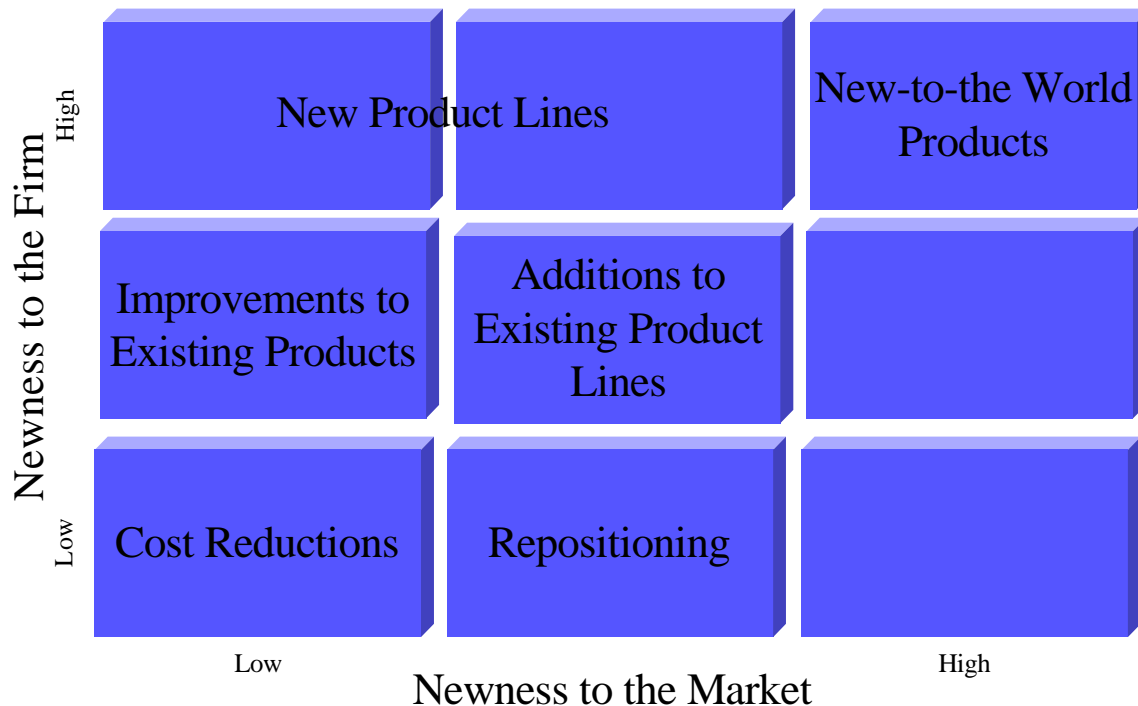 Newness to the Firm
High
Low
New Product Lines
New-to-the World
Products
Improvements to
Existing Products
Additions to
Existing Product
Lines
Cost Reductions
Repositioning
Low
High
Newness to the Market